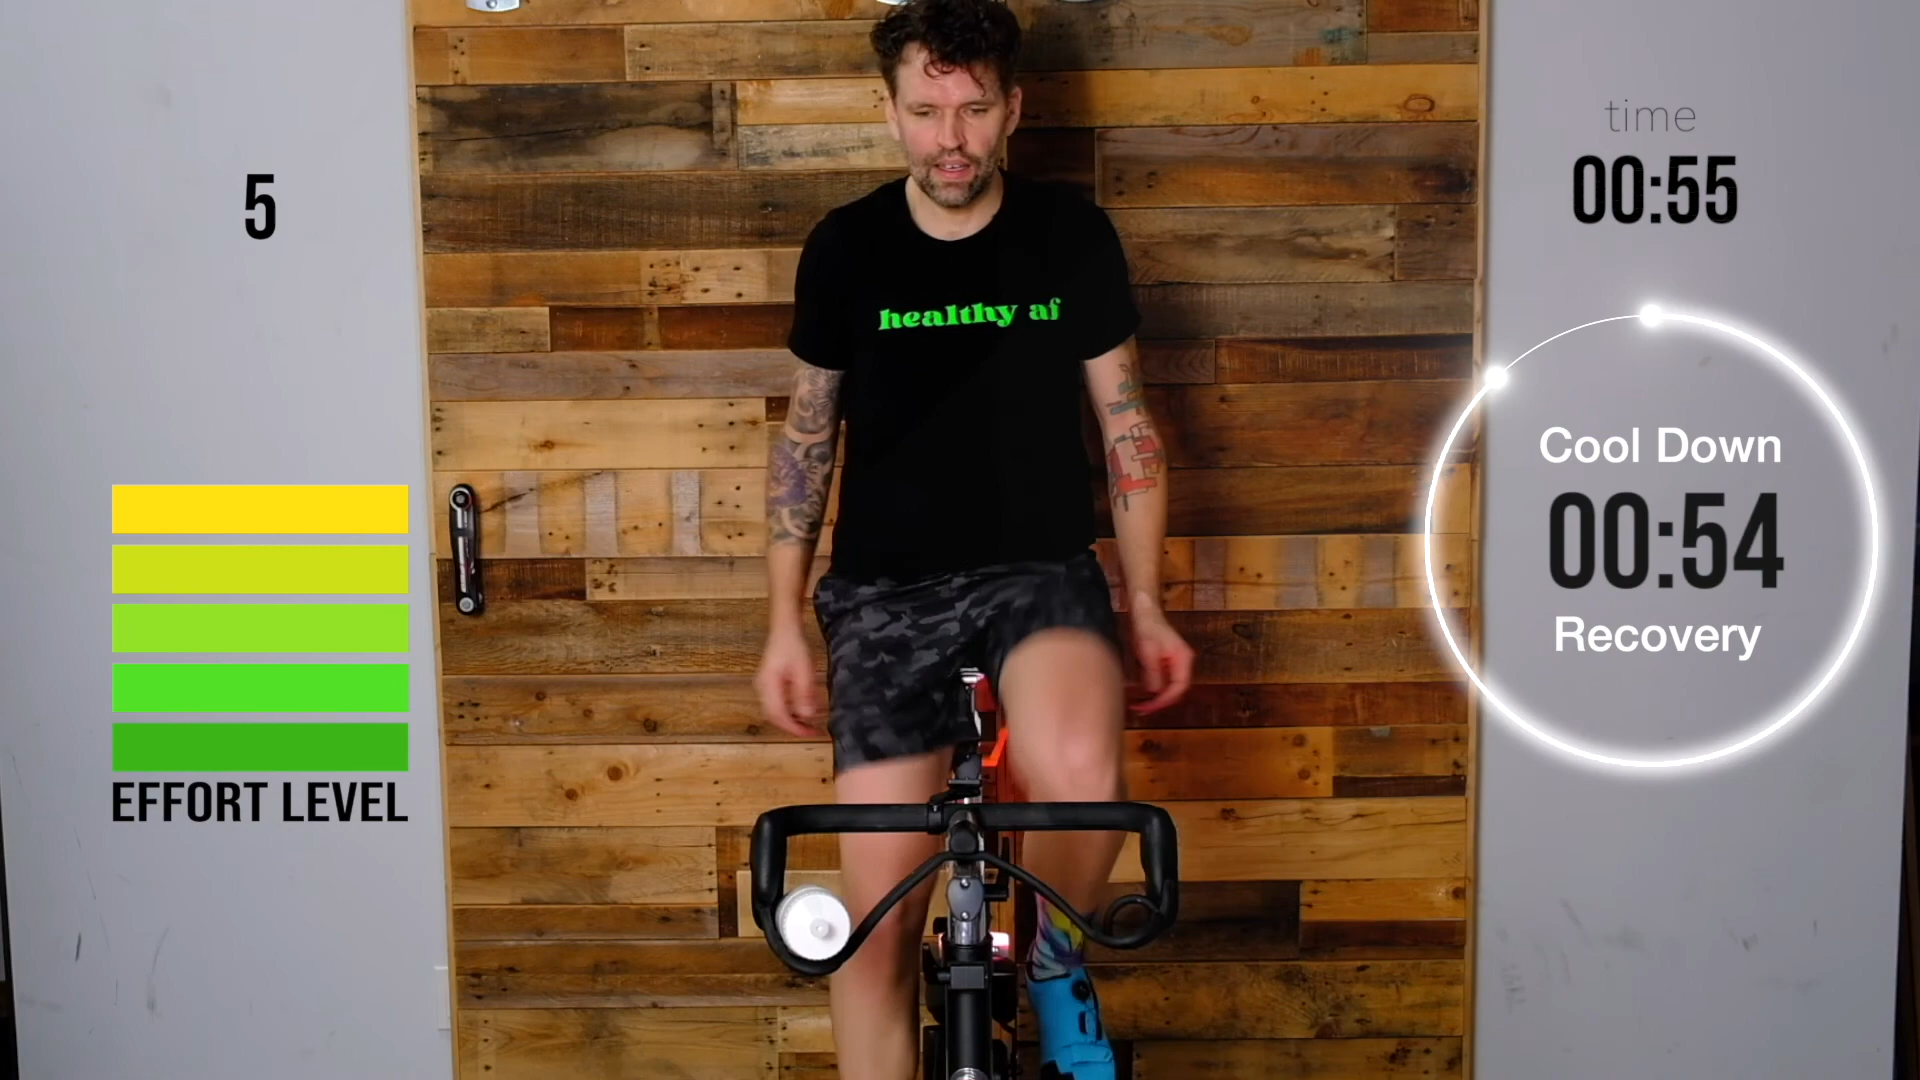 5
EFFORT LEVEL
healthy af
time
00:55
Cool Down
00:54
Recovery